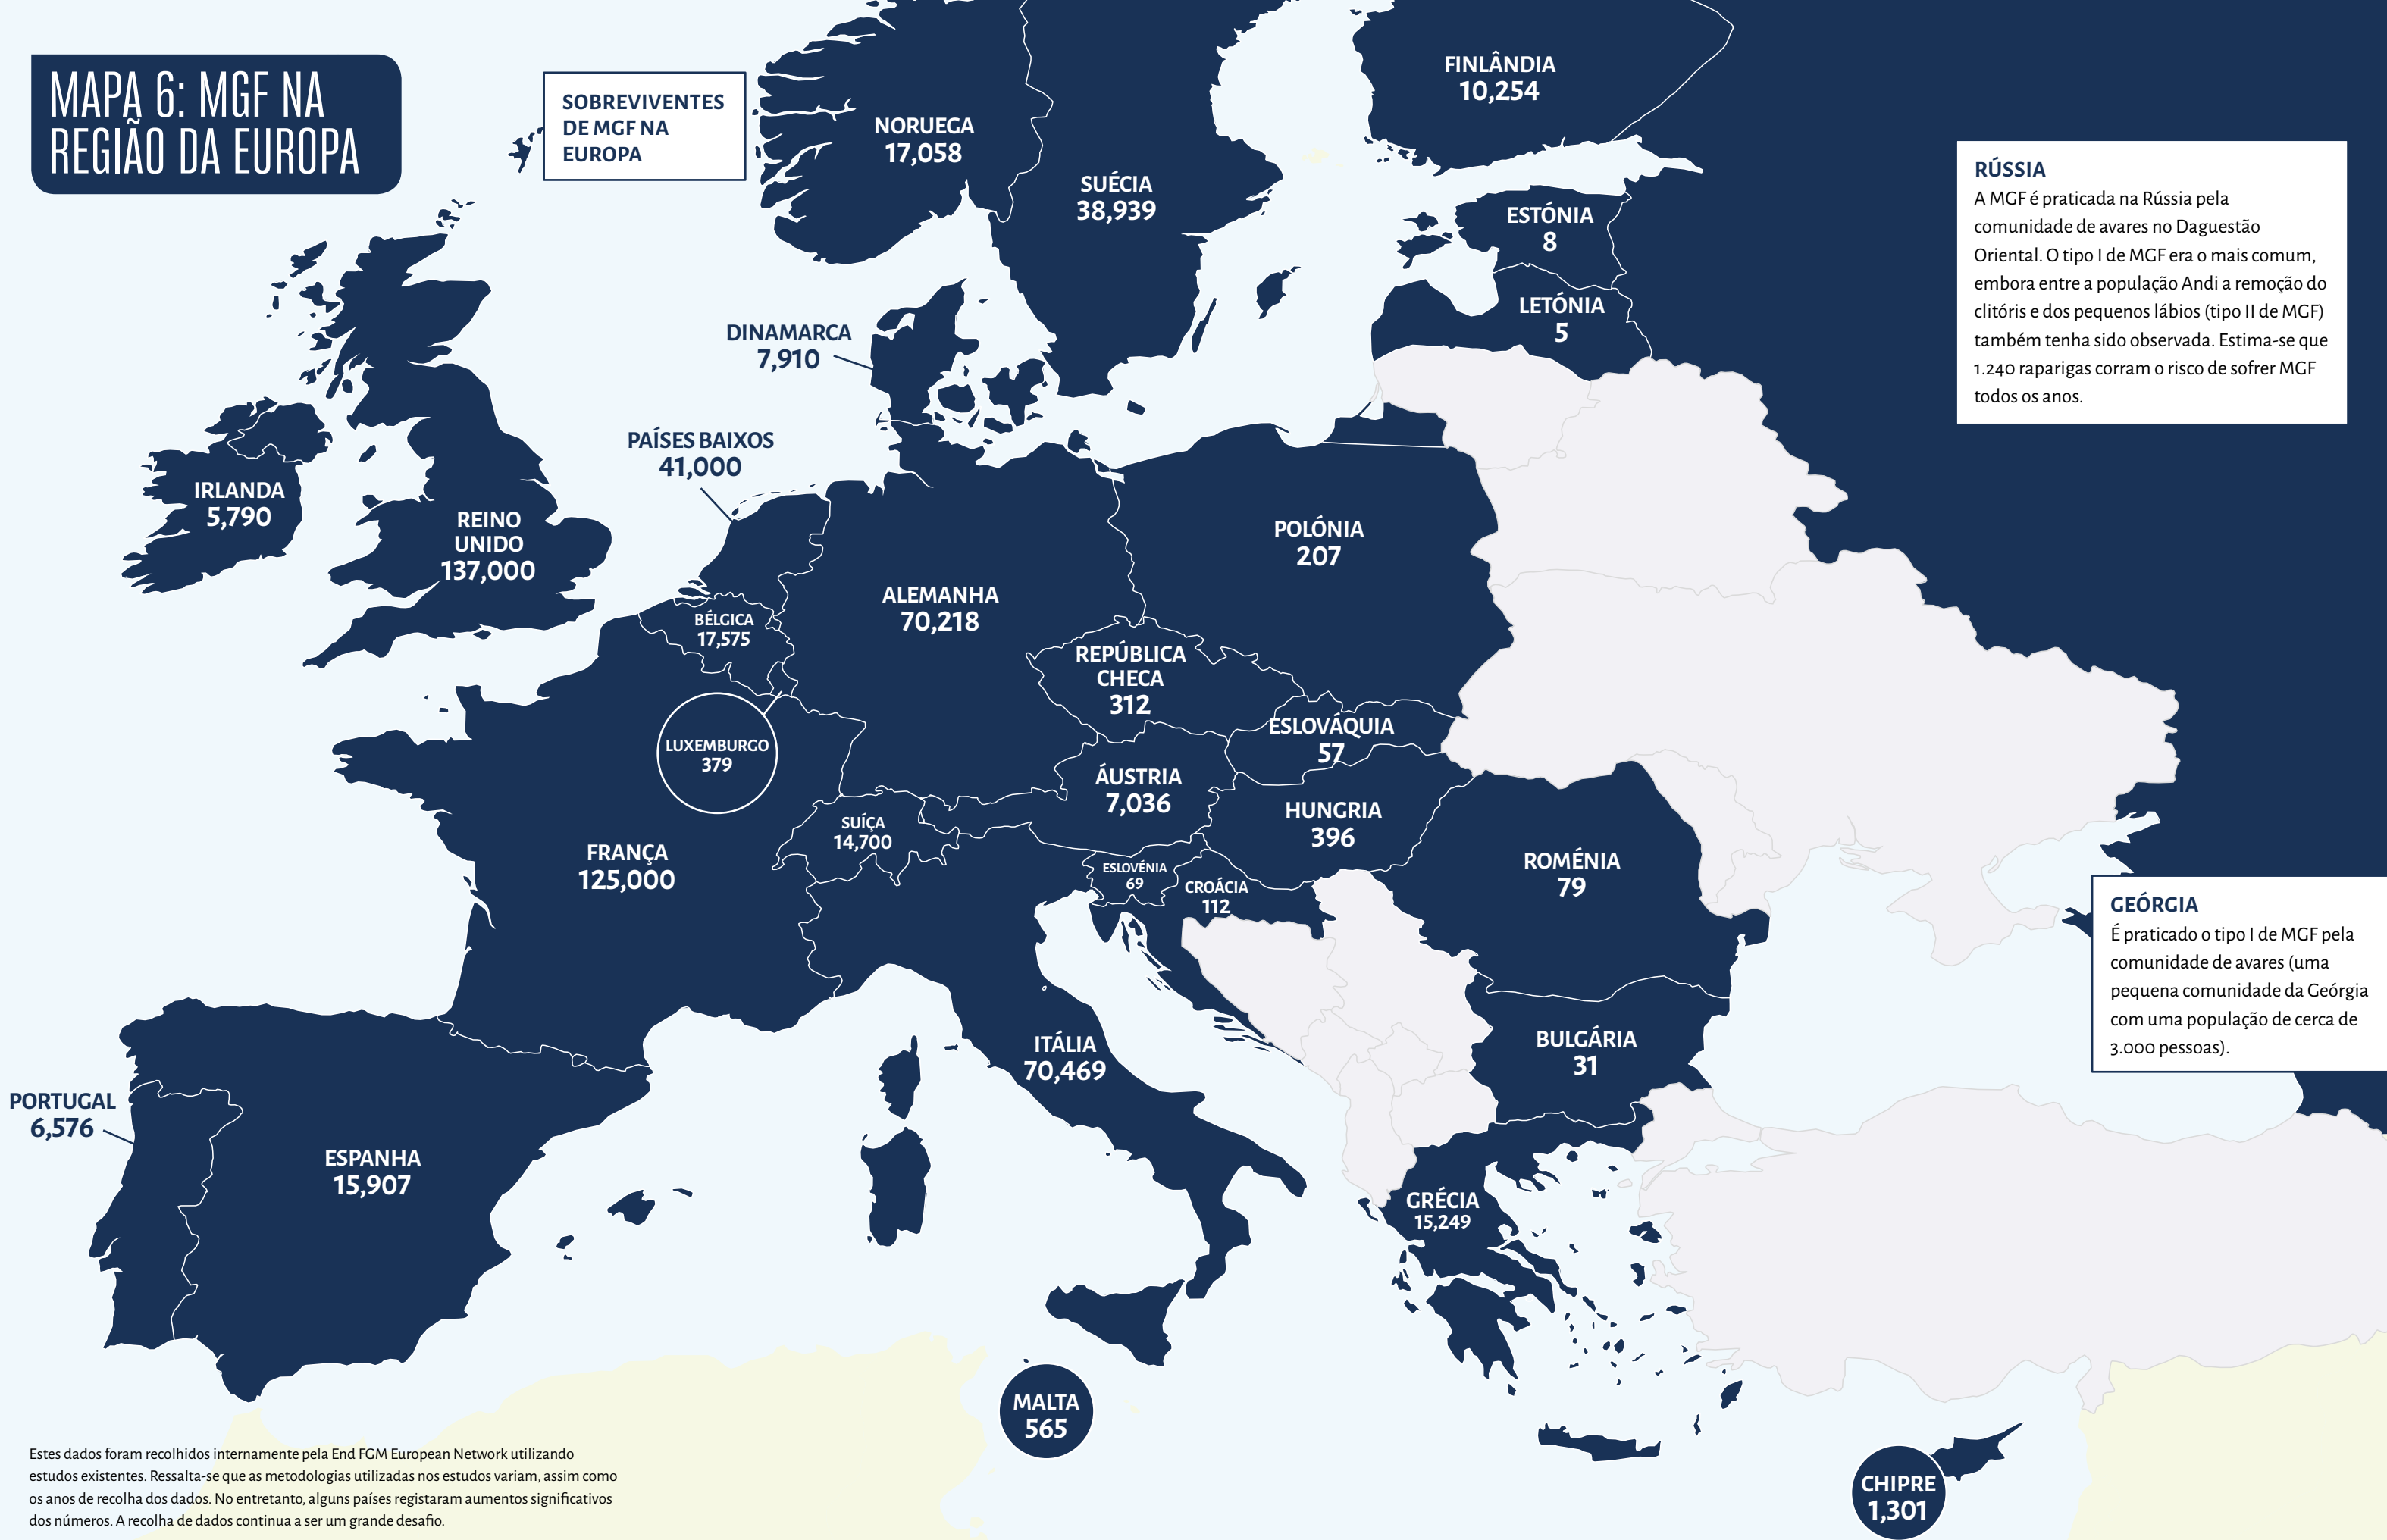 MAPA 6: MGF NA
REGIÃO DA EUROPA
SOBREVIVENTES
DE MGF NA
EUROPA
NORUEGA
17,058
SUÉCIA
38,939
FINLÂNDIA
10,254
RÚSSIA
A MGF é praticada na Rússia pela
comunidade de avares no Daguestão
Oriental. O tipo I de MGF era o mais comum,
embora entre a população Andi a remoção do
clitóris e dos pequenos lábios (tipo II de MGF)
também tenha sido observada. Estima-se que
1.240 raparigas corram o risco de sofrer MGF
todos os anos.
ESTÓNIA
8
LETÓNIA
5
DINAMARCA
7,910
PAÍSES BAIXOS
41,000
IRLANDA
5,790
REINO
UNIDO
137,000
POLÓNIA
207
ALEMANHA
70,218
BÉLGICA
17,575
REPÚBLICA
CHECA
312
ESLOVÁQUIA
57
LUXEMBURGO
379
ÁUSTRIA
7,036
HUNGRIA
396
SUÍÇA
14,700
FRANÇA
125,000
ESLOVÉNIA
69
CROÁCIA
112
ROMÉNIA
79
GEÓRGIA
É praticado o tipo I de MGF pela
comunidade de avares (uma
pequena comunidade da Geórgia
com uma população de cerca de
3.000 pessoas).
ITÁLIA
70,469
BULGÁRIA
31
PORTUGAL
6,576
ESPANHA
15,907
GRÉCIA
15,249
MALTA
565
CHIPRE
1,301
Estes dados foram recolhidos internamente pela End FGM European Network utilizando
estudos existentes. Ressalta-se que as metodologias utilizadas nos estudos variam, assim como
os anos de recolha dos dados. No entretanto, alguns países registaram aumentos significativos
dos números. A recolha de dados continua a ser um grande desafio.